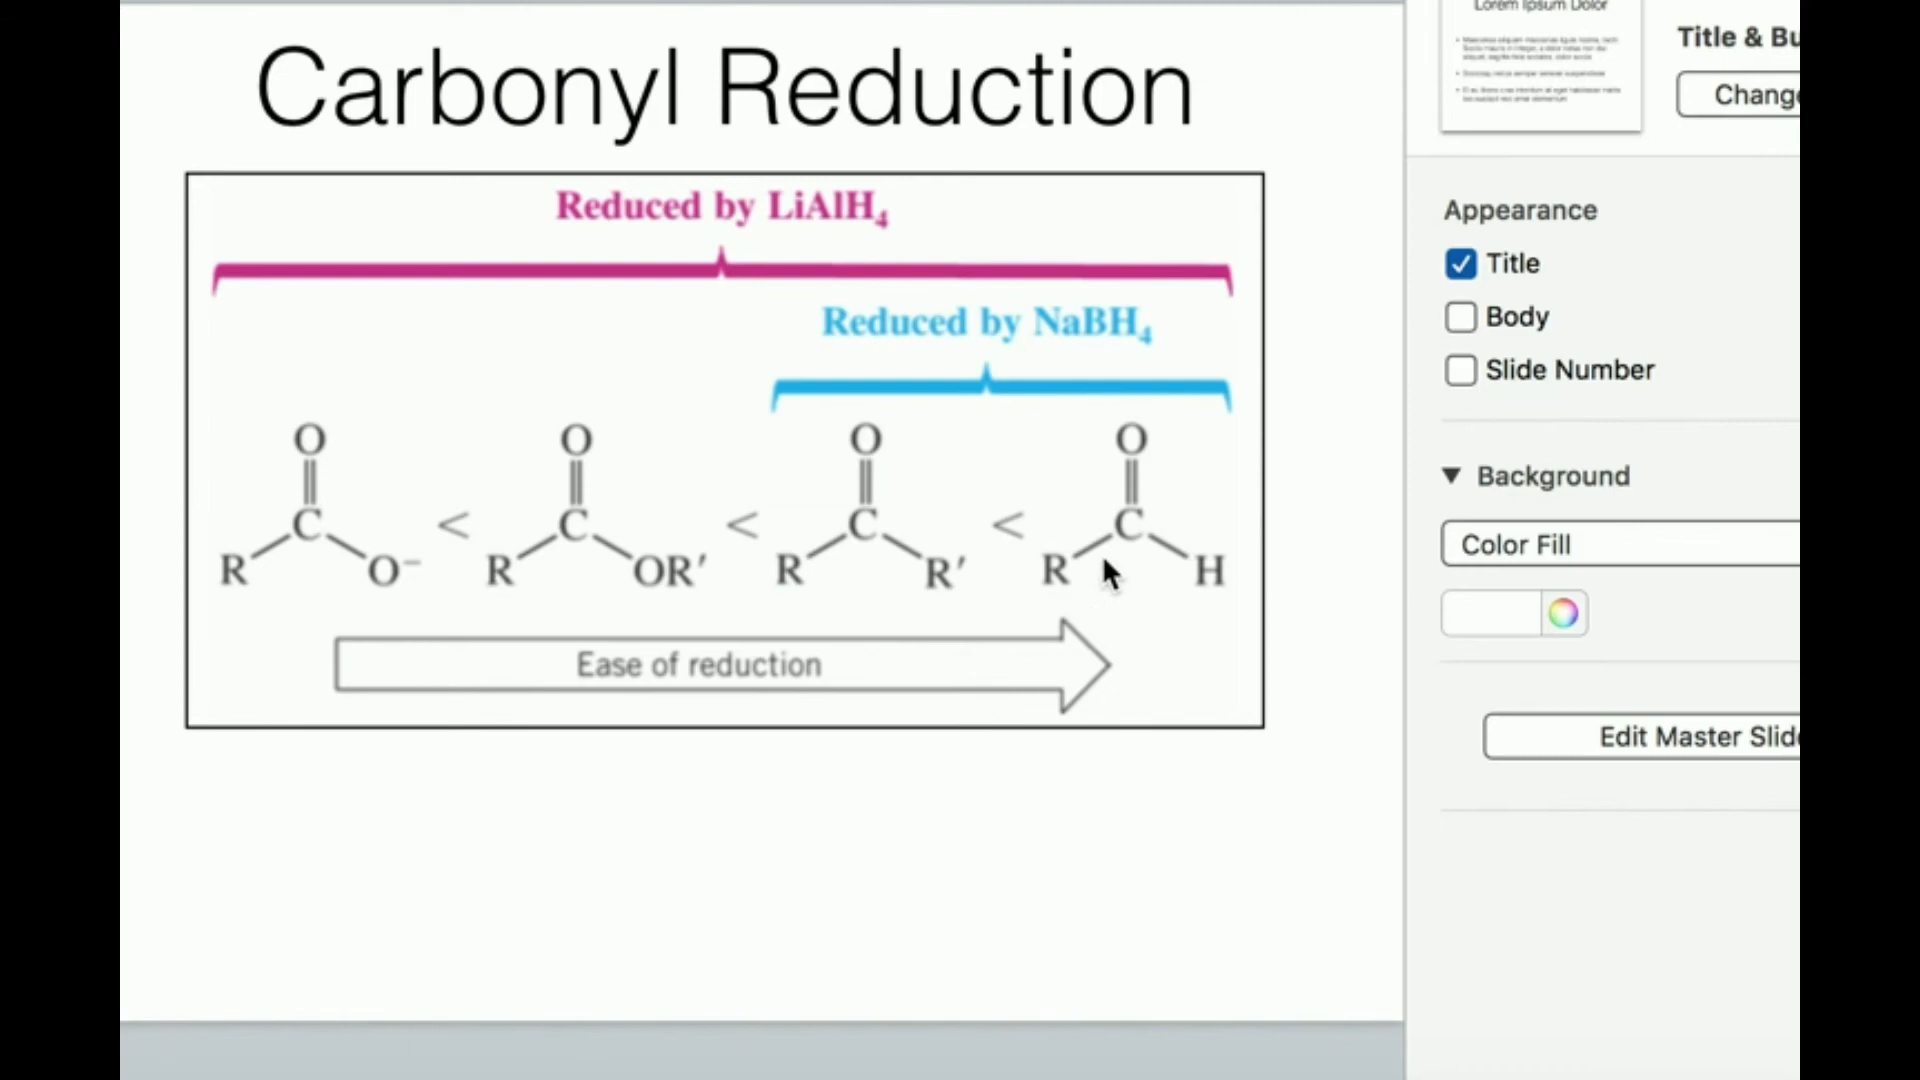 Carbonyl Reduction
Reduced by LiAlH₄
Reduced by NaBH₄
O O O O
C < C < C < C
R O⁻ R OR′ R R′ R H
Ease of reduction
Lorem Ipsum Dolor
Title & Bu
Chang
Appearance
Title
Body
Slide Number
Background
Color Fill
Edit Master Slid